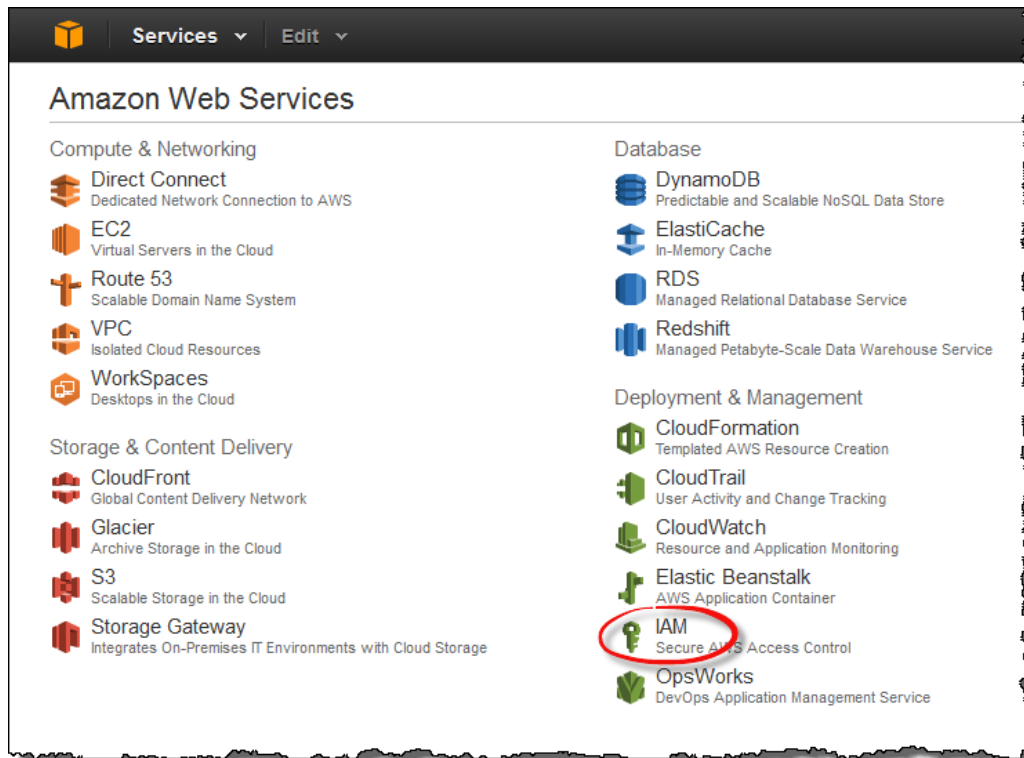 Services Edit
Amazon Web Services
Compute & Networking
Direct Connect
Dedicated Network Connection to AWS
EC2
Virtual Servers in the Cloud
Route 53
Scalable Domain Name System
VPC
Isolated Cloud Resources
WorkSpaces
Desktops in the Cloud
Storage & Content Delivery
CloudFront
Global Content Delivery Network
Glacier
Archive Storage in the Cloud
S3
Scalable Storage in the Cloud
Storage Gateway
Integrates On-Premises IT Environments with Cloud Storage
Database
DynamoDB
Predictable and Scalable NoSQL Data Store
ElastiCache
In-Memory Cache
RDS
Managed Relational Database Service
Redshift
Managed Petabyte-Scale Data Warehouse Service
Deployment & Management
CloudFormation
Templated AWS Resource Creation
CloudTrail
User Activity and Change Tracking
CloudWatch
Resource and Application Monitoring
Elastic Beanstalk
AWS Application Container
IAM
Secure AWS Access Control
OpsWorks
DevOps Application Management Service